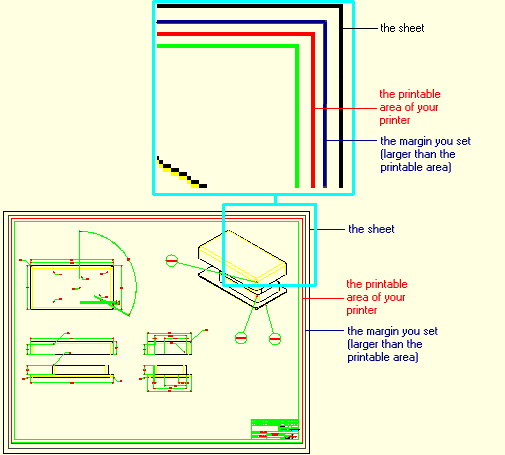 the sheet
the printable
area of your
printer
the margin you set
(larger than the
printable area)
the sheet
the printable
area of your
printer
the margin you set
(larger than the
printable area)